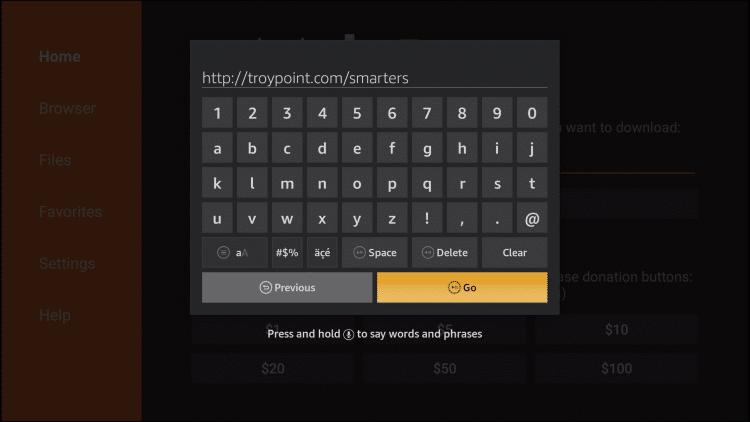 Home
Browser
Files
Favorites
Settings
Help
want to download:
ase donation buttons:
)
http://troypoint.com/smarters
1 2 3 4 5 6 7 8 9 0
a b c d e f g h i j
k l m n o p q r s t
u v w x y z ! , . @
aA #$% äçé Space Delete Clear
Previous Go
Press and hold to say words and phrases
$1 $5 $10
$20 $50 $100